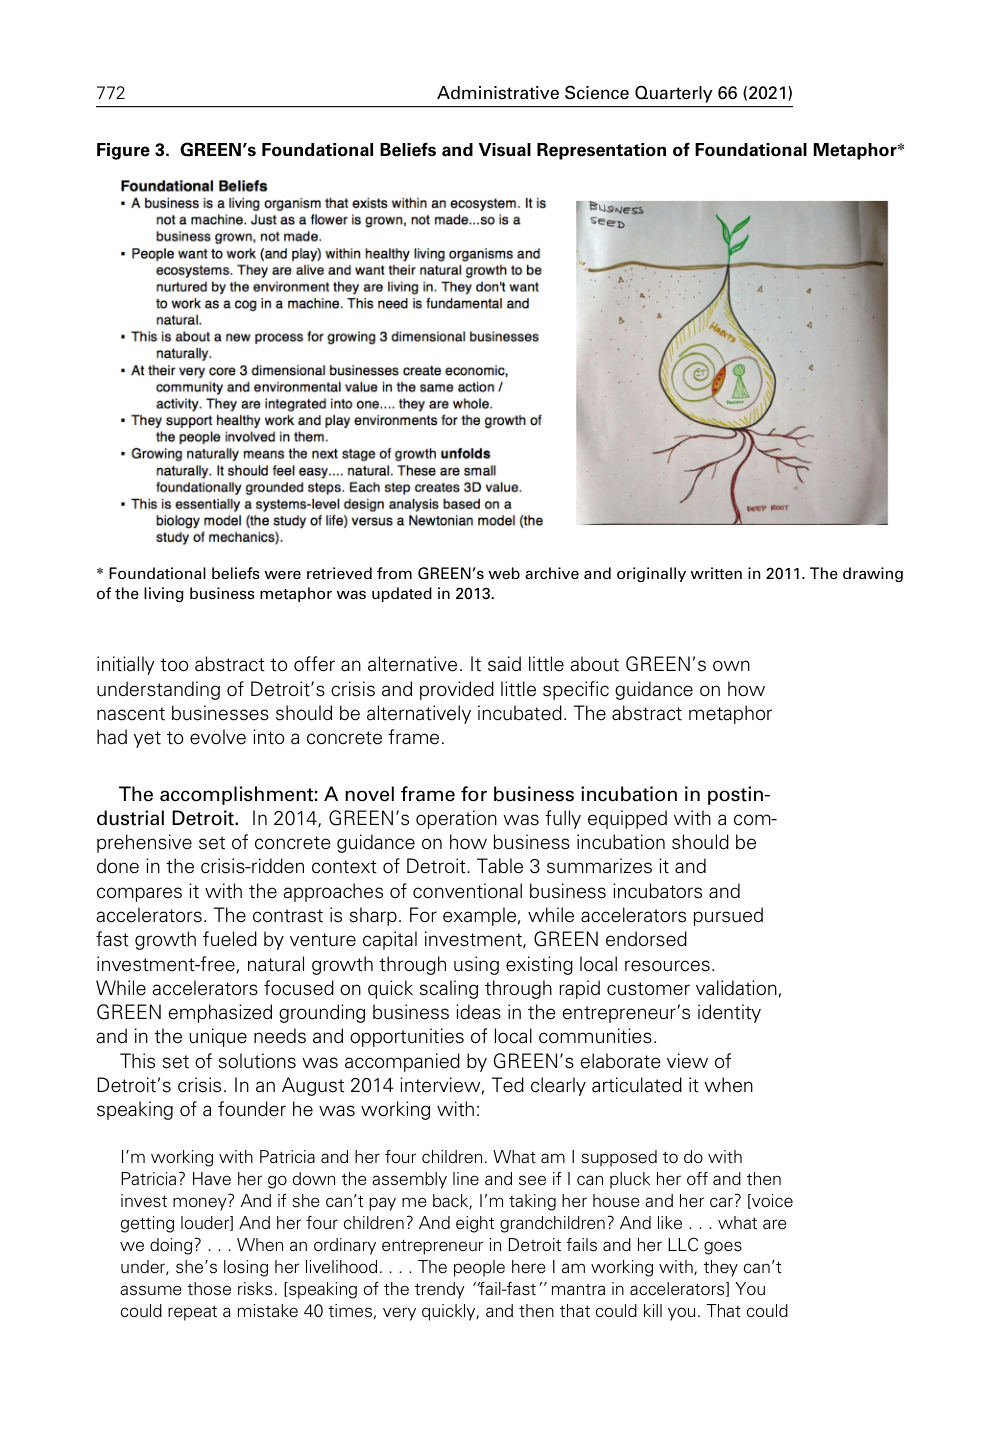 772
Administrative Science Quarterly 66 (2021)
Figure 3. GREEN's Foundational Beliefs and Visual Representation of Foundational Metaphor*
Foundational Beliefs
▪ A business is a living organism that exists within an ecosystem. It is
not a machine. Just as a flower is grown, not made...so is a
business grown, not made.
▪ People want to work (and play) within healthy living organisms and
ecosystems. They are alive and want their natural growth to be
nurtured by the environment they are living in. They don't want
to work as a cog in a machine. This need is fundamental and
natural.
▪ This is about a new process for growing 3 dimensional businesses
naturally.
▪ At their very core 3 dimensional businesses create economic,
community and environmental value in the same action /
activity. They are integrated into one.... they are whole.
▪ They support healthy work and play environments for the growth of
the people involved in them.
▪ Growing naturally means the next stage of growth unfolds
naturally. It should feel easy.... natural. These are small
foundationally grounded steps. Each step creates 3D value.
▪ This is essentially a systems-level design analysis based on a
biology model (the study of life) versus a Newtonian model (the
study of mechanics).
BUSINESS
SEED
HABITS
IT
DEEP ROOT
* Foundational beliefs were retrieved from GREEN's web archive and originally written in 2011. The drawing
of the living business metaphor was updated in 2013.
initially too abstract to offer an alternative. It said little about GREEN's own
understanding of Detroit's crisis and provided little specific guidance on how
nascent businesses should be alternatively incubated. The abstract metaphor
had yet to evolve into a concrete frame.
The accomplishment: A novel frame for business incubation in postin-
dustrial Detroit. In 2014, GREEN's operation was fully equipped with a com-
prehensive set of concrete guidance on how business incubation should be
done in the crisis-ridden context of Detroit. Table 3 summarizes it and
compares it with the approaches of conventional business incubators and
accelerators. The contrast is sharp. For example, while accelerators pursued
fast growth fueled by venture capital investment, GREEN endorsed
investment-free, natural growth through using existing local resources.
While accelerators focused on quick scaling through rapid customer validation,
GREEN emphasized grounding business ideas in the entrepreneur's identity
and in the unique needs and opportunities of local communities.
This set of solutions was accompanied by GREEN's elaborate view of
Detroit's crisis. In an August 2014 interview, Ted clearly articulated it when
speaking of a founder he was working with:
I'm working with Patricia and her four children. What am I supposed to do with
Patricia? Have her go down the assembly line and see if I can pluck her off and then
invest money? And if she can't pay me back, I'm taking her house and her car? [voice
getting louder] And her four children? And eight grandchildren? And like . . . what are
we doing? . . . When an ordinary entrepreneur in Detroit fails and her LLC goes
under, she's losing her livelihood. . . . The people here I am working with, they can't
assume those risks. [speaking of the trendy "fail-fast" mantra in accelerators] You
could repeat a mistake 40 times, very quickly, and then that could kill you. That could